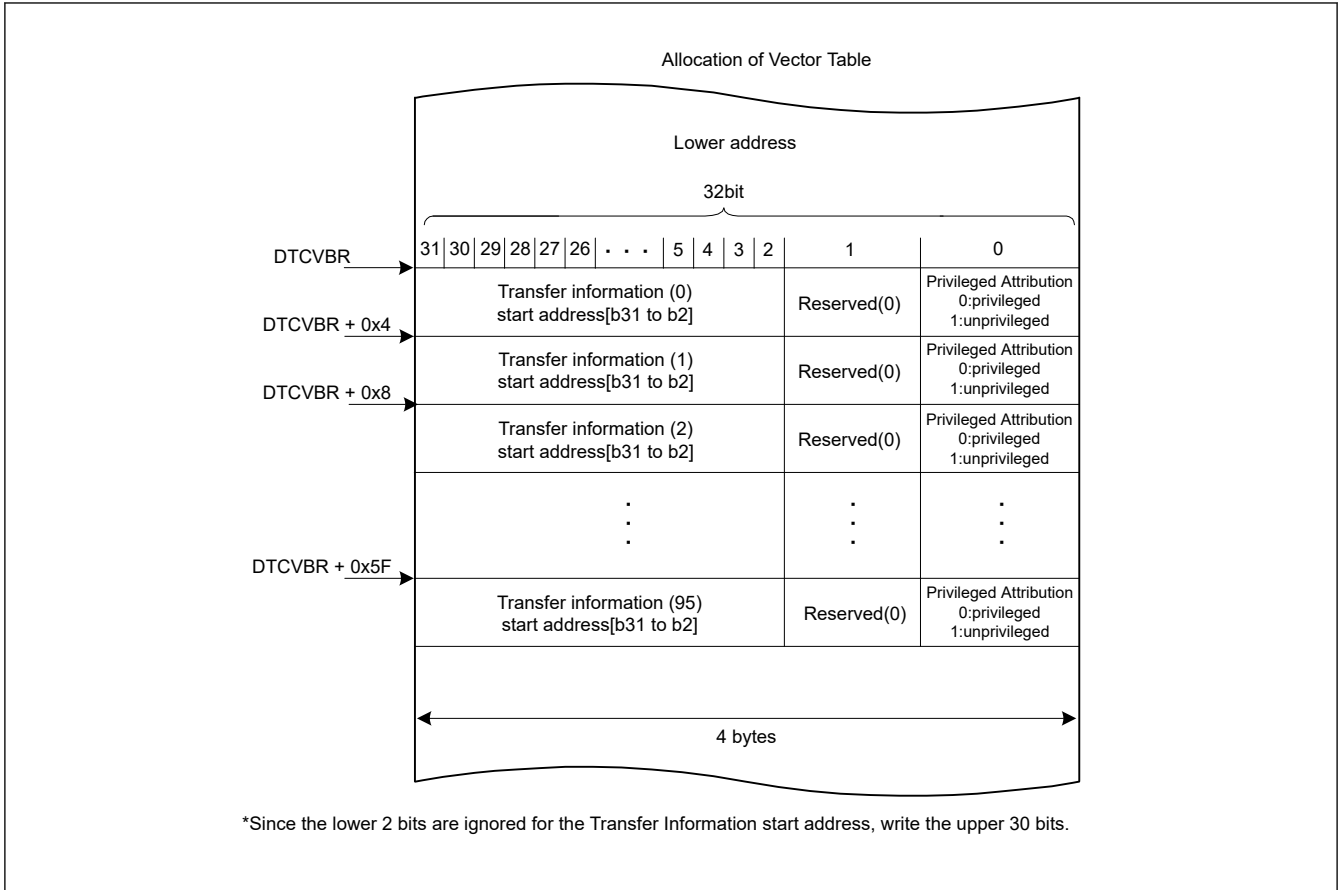 Allocation of Vector Table
Lower address
32bit
DTCVBR
31 30 29 28 27 26 . . . 5 4 3 2 1 0
Transfer information (0)
start address[b31 to b2]
Reserved(0)
Privileged Attribution
0:privileged
1:unprivileged
DTCVBR + 0x4
Transfer information (1)
start address[b31 to b2]
Reserved(0)
Privileged Attribution
0:privileged
1:unprivileged
DTCVBR + 0x8
Transfer information (2)
start address[b31 to b2]
Reserved(0)
Privileged Attribution
0:privileged
1:unprivileged
DTCVBR + 0x5F
Transfer information (95)
start address[b31 to b2]
Reserved(0)
Privileged Attribution
0:privileged
1:unprivileged
4 bytes
*Since the lower 2 bits are ignored for the Transfer Information start address, write the upper 30 bits.